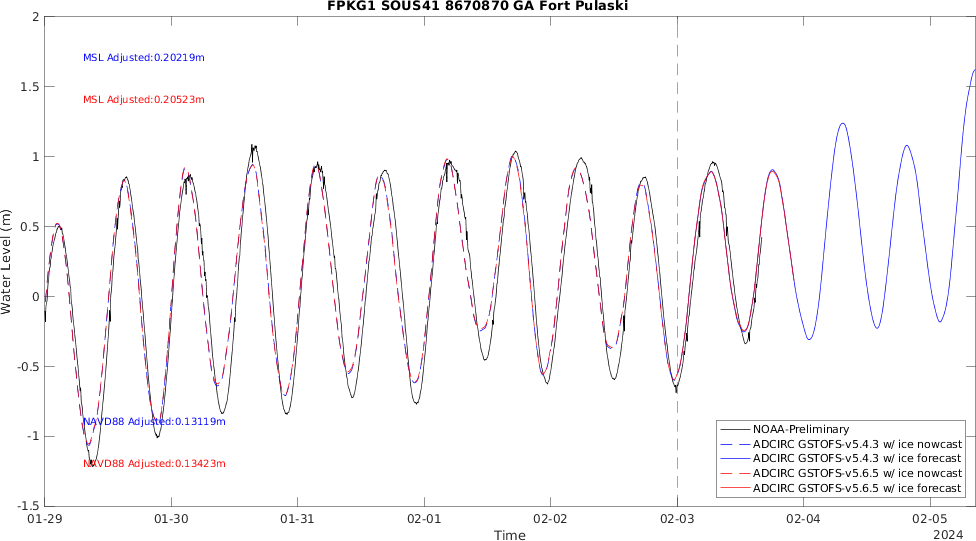 FPKG1 SOUS41 8670870 GA Fort Pulaski
2
1.5
1
0.5
0
-0.5
-1
-1.5
Water Level (m)
MSL Adjusted:0.20219m
MSL Adjusted:0.20523m
NAVD88 Adjusted:0.13119m
NAVD88 Adjusted:0.13423m
NOAA-Preliminary
ADCIRC GSTOFS-v5.4.3 w/ ice nowcast
ADCIRC GSTOFS-v5.4.3 w/ ice forecast
ADCIRC GSTOFS-v5.6.5 w/ ice nowcast
ADCIRC GSTOFS-v5.6.5 w/ ice forecast
01-29 01-30 01-31 02-01 02-02 02-03 02-04 02-05
Time
2024